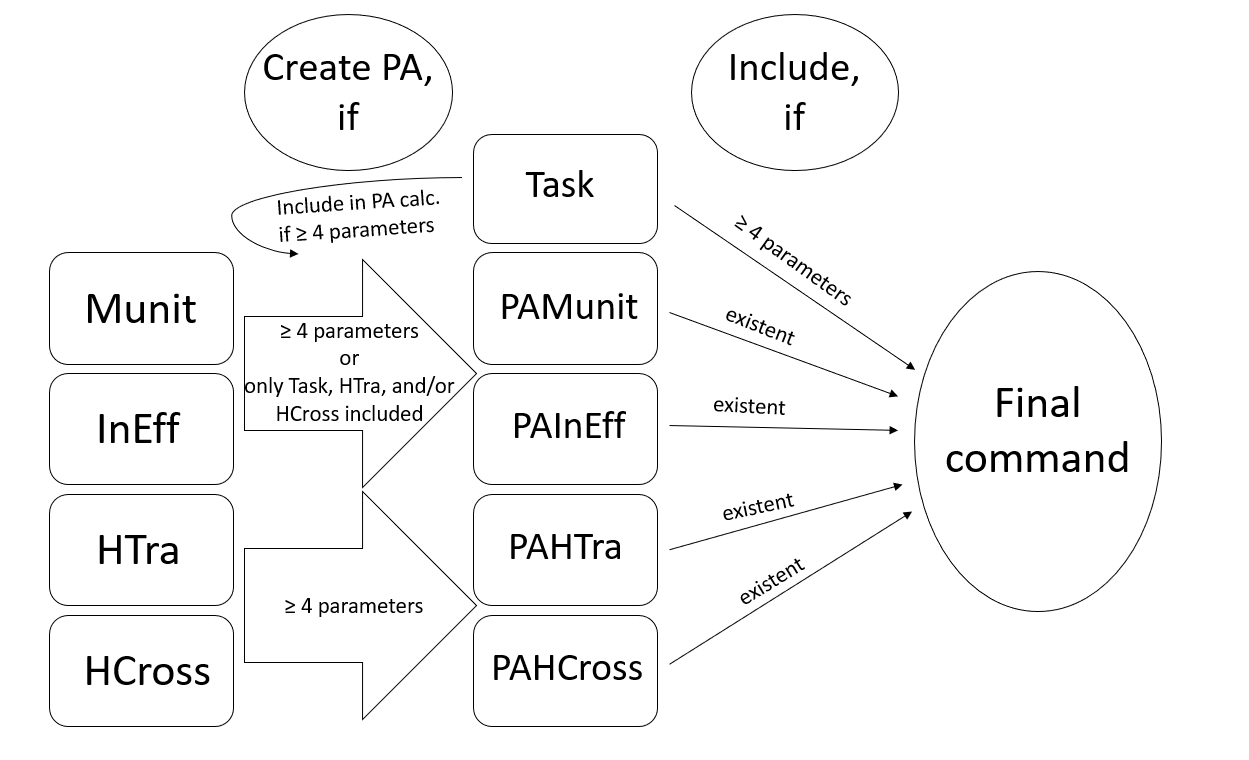 Create PA,
if
Include,
if
Task
Include in PA calc.
if ≥ 4 parameters
≥ 4 parameters
Munit
≥ 4 parameters
or
only Task, HTra, and/or
HCross included
PAMunit
existent
InEff
PAInEff
existent
Final
command
HTra
PAHTra
existent
≥ 4 parameters
HCross
PAHCross
existent